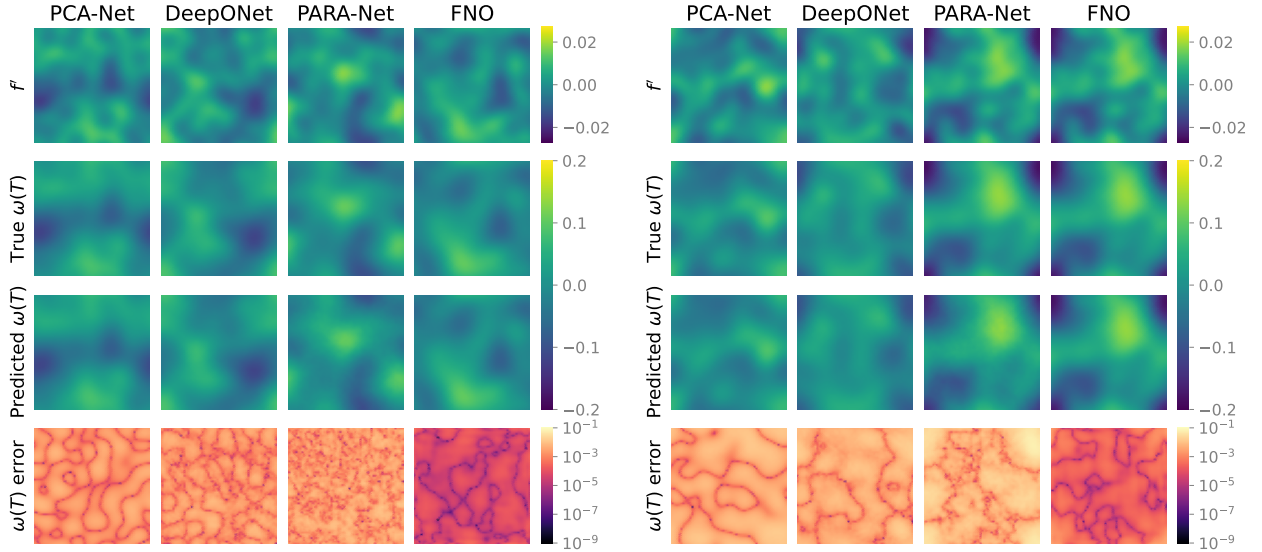 PCA-Net DeepONet PARA-Net FNO PCA-Net DeepONet PARA-Net FNO
f′ 0.02 0.00 −0.02 f′ 0.02 0.00 −0.02
True ω(T) 0.2 0.1 0.0 −0.1 −0.2 True ω(T) 0.2 0.1 0.0 −0.1 −0.2
Predicted ω(T) Predicted ω(T)
ω(T) error 10⁻¹ 10⁻³ 10⁻⁵ 10⁻⁷ 10⁻⁹ ω(T) error 10⁻¹ 10⁻³ 10⁻⁵ 10⁻⁷ 10⁻⁹